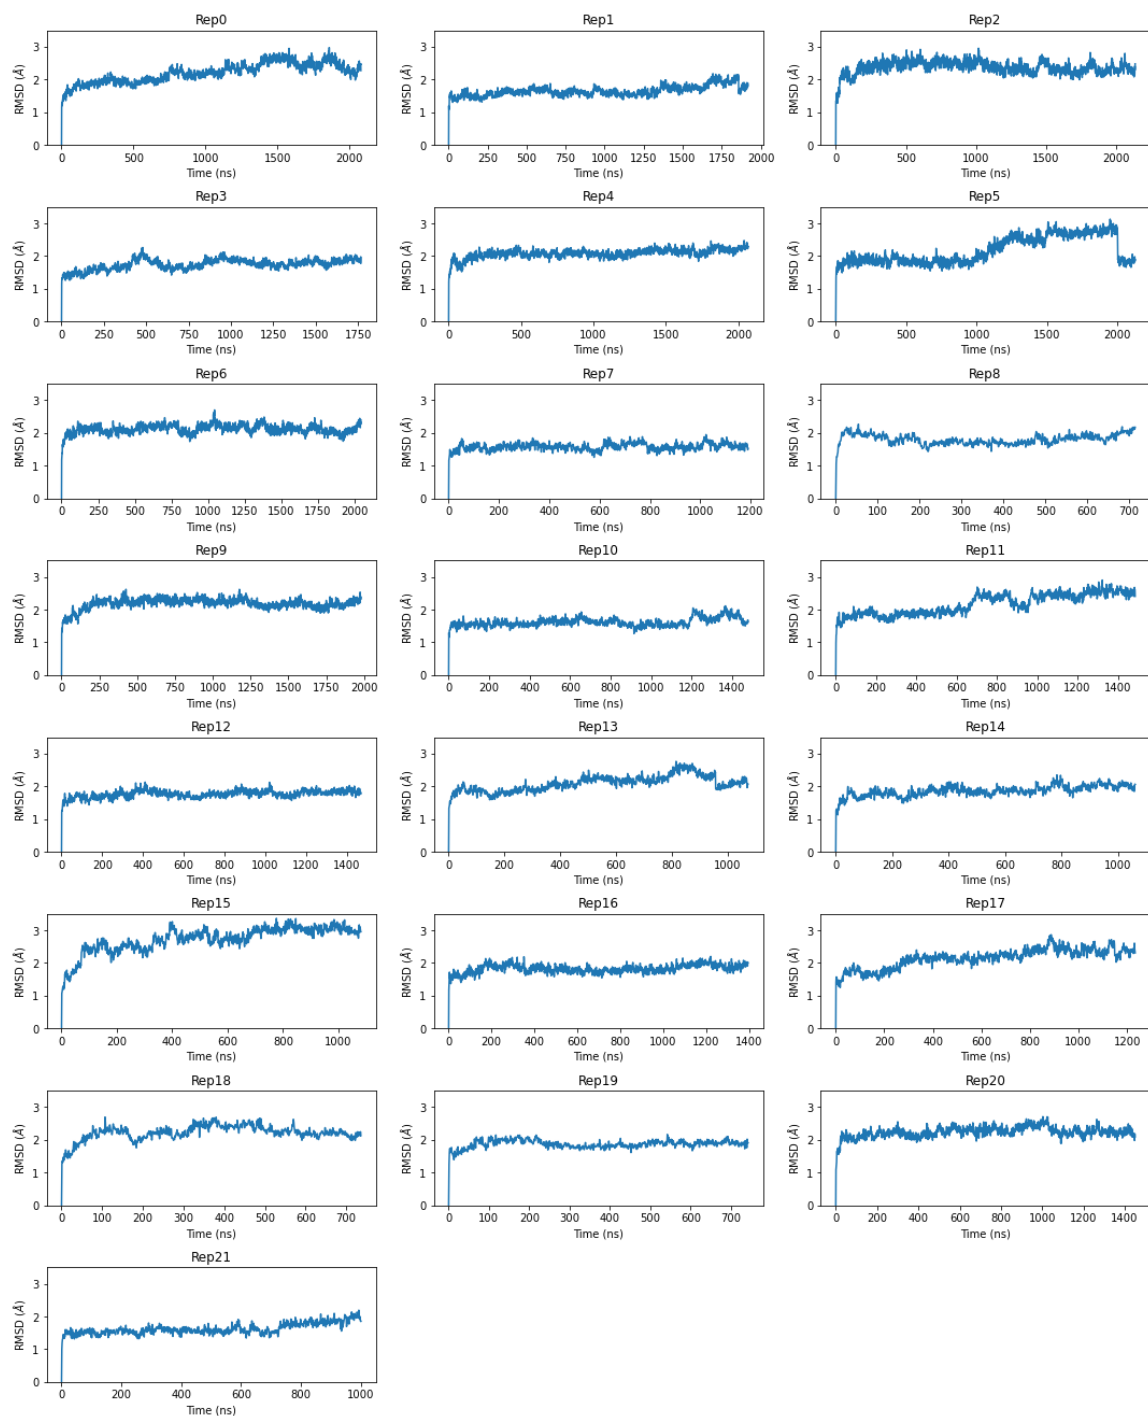 Rep0 Rep1 Rep2
3 3 3
2 2 2
1 1 1
0 0 0
RMSD (Å) RMSD (Å) RMSD (Å)
0 500 1000 1500 2000 0 250 500 750 1000 1250 1500 1750 2000 0 500 1000 1500 2000
Time (ns) Time (ns) Time (ns)
Rep3 Rep4 Rep5
3 3 3
2 2 2
1 1 1
0 0 0
RMSD (Å) RMSD (Å) RMSD (Å)
0 250 500 750 1000 1250 1500 1750 0 500 1000 1500 2000 0 500 1000 1500 2000
Time (ns) Time (ns) Time (ns)
Rep6 Rep7 Rep8
3 3 3
2 2 2
1 1 1
0 0 0
RMSD (Å) RMSD (Å) RMSD (Å)
0 250 500 750 1000 1250 1500 1750 2000 0 200 400 600 800 1000 1200 0 100 200 300 400 500 600 700
Time (ns) Time (ns) Time (ns)
Rep9 Rep10 Rep11
3 3 3
2 2 2
1 1 1
0 0 0
RMSD (Å) RMSD (Å) RMSD (Å)
0 250 500 750 1000 1250 1500 1750 2000 0 200 400 600 800 1000 1200 1400 0 200 400 600 800 1000 1200 1400
Time (ns) Time (ns) Time (ns)
Rep12 Rep13 Rep14
3 3 3
2 2 2
1 1 1
0 0 0
RMSD (Å) RMSD (Å) RMSD (Å)
0 200 400 600 800 1000 1200 1400 0 200 400 600 800 1000 0 200 400 600 800 1000
Time (ns) Time (ns) Time (ns)
Rep15 Rep16 Rep17
3 3 3
2 2 2
1 1 1
0 0 0
RMSD (Å) RMSD (Å) RMSD (Å)
0 200 400 600 800 1000 0 200 400 600 800 1000 1200 1400 0 200 400 600 800 1000 1200
Time (ns) Time (ns) Time (ns)
Rep18 Rep19 Rep20
3 3 3
2 2 2
1 1 1
0 0 0
RMSD (Å) RMSD (Å) RMSD (Å)
0 100 200 300 400 500 600 700 0 100 200 300 400 500 600 700 0 200 400 600 800 1000 1200 1400
Time (ns) Time (ns) Time (ns)
Rep21
3
2
1
0
RMSD (Å)
0 200 400 600 800 1000
Time (ns)